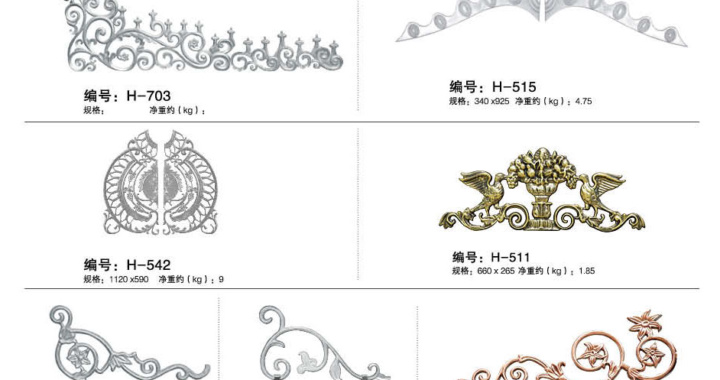 编号：H-703
规格： 净重约（kg）：
编号：H-515
规格：340 x925 净重约（kg）：4.75
编号：H-542
规格：1120 x590 净重约（kg）：9
编号：H-511
规格：660 x 265 净重约（kg）：1.85